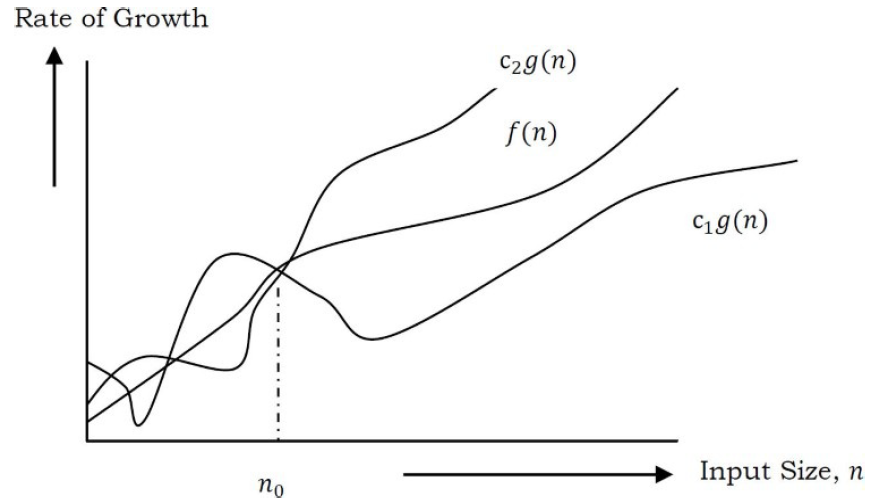 Rate of Growth
c₂g(n)
f(n)
c₁g(n)
n₀
Input Size, n